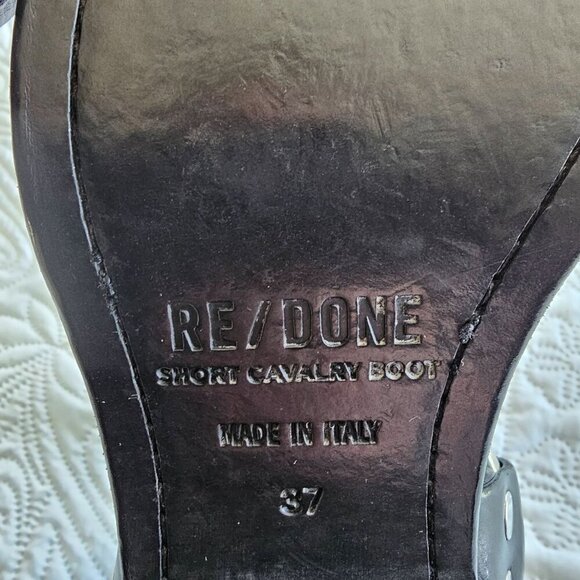 RE/DONE
SHORT CAVALRY BOOT
MADE IN ITALY
37